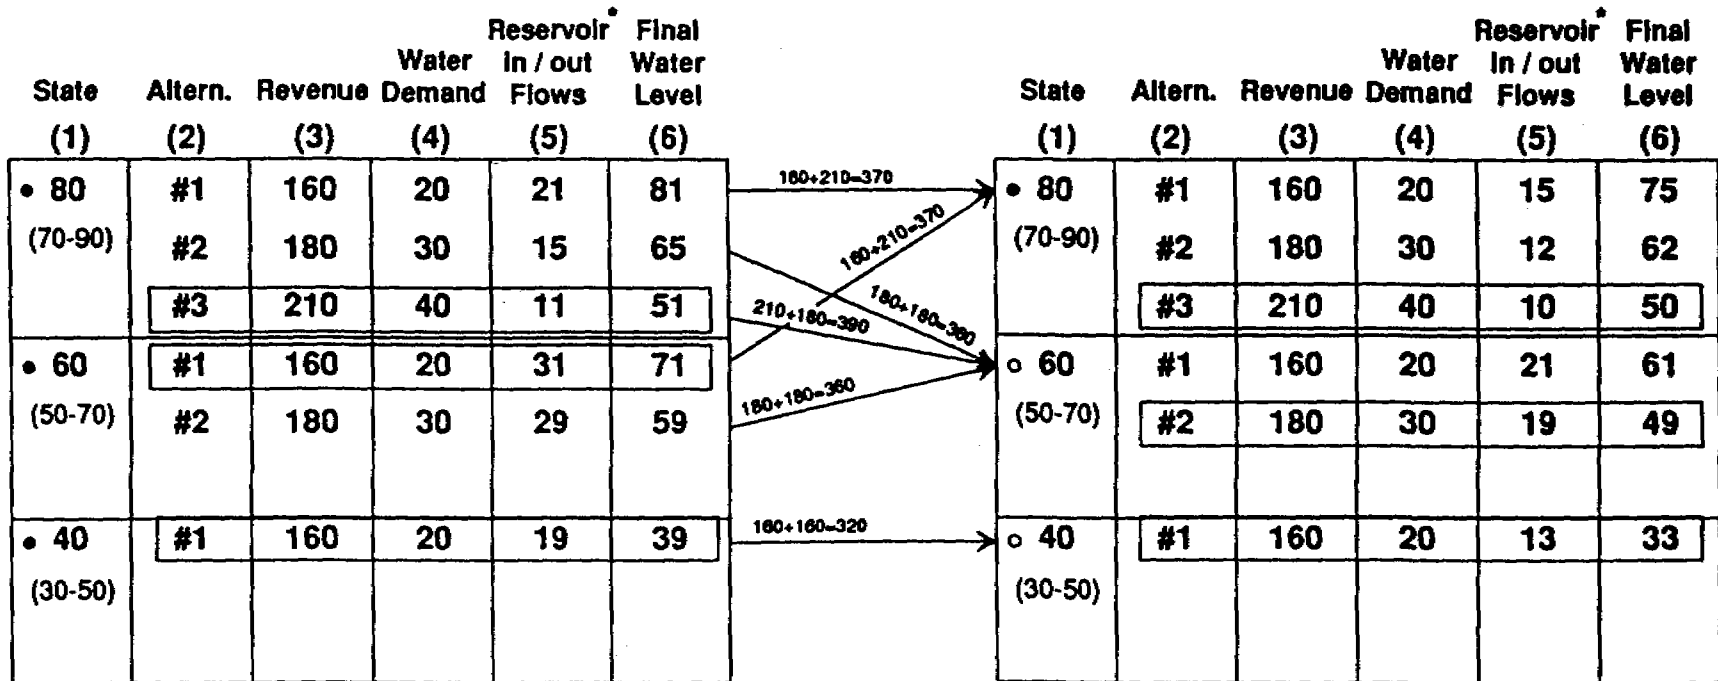 Reservoir* Final
Water In / out Water
State Altern. Revenue Demand Flows Level
(1) (2) (3) (4) (5) (6)
• 80 #1 160 20 21 81
(70-90) #2 180 30 15 65
#3 210 40 11 51
• 60 #1 160 20 31 71
(50-70) #2 180 30 29 59
• 40 #1 160 20 19 39
(30-50)
160+210=370
160+210=370
180+180=360
210+180=390
180+180=360
160+160=320
Reservoir* Final
Water In / out Water
State Altern. Revenue Demand Flows Level
(1) (2) (3) (4) (5) (6)
• 80 #1 160 20 15 75
(70-90) #2 180 30 12 62
#3 210 40 10 50
○ 60 #1 160 20 21 61
(50-70) #2 180 30 19 49
○ 40 #1 160 20 13 33
(30-50)